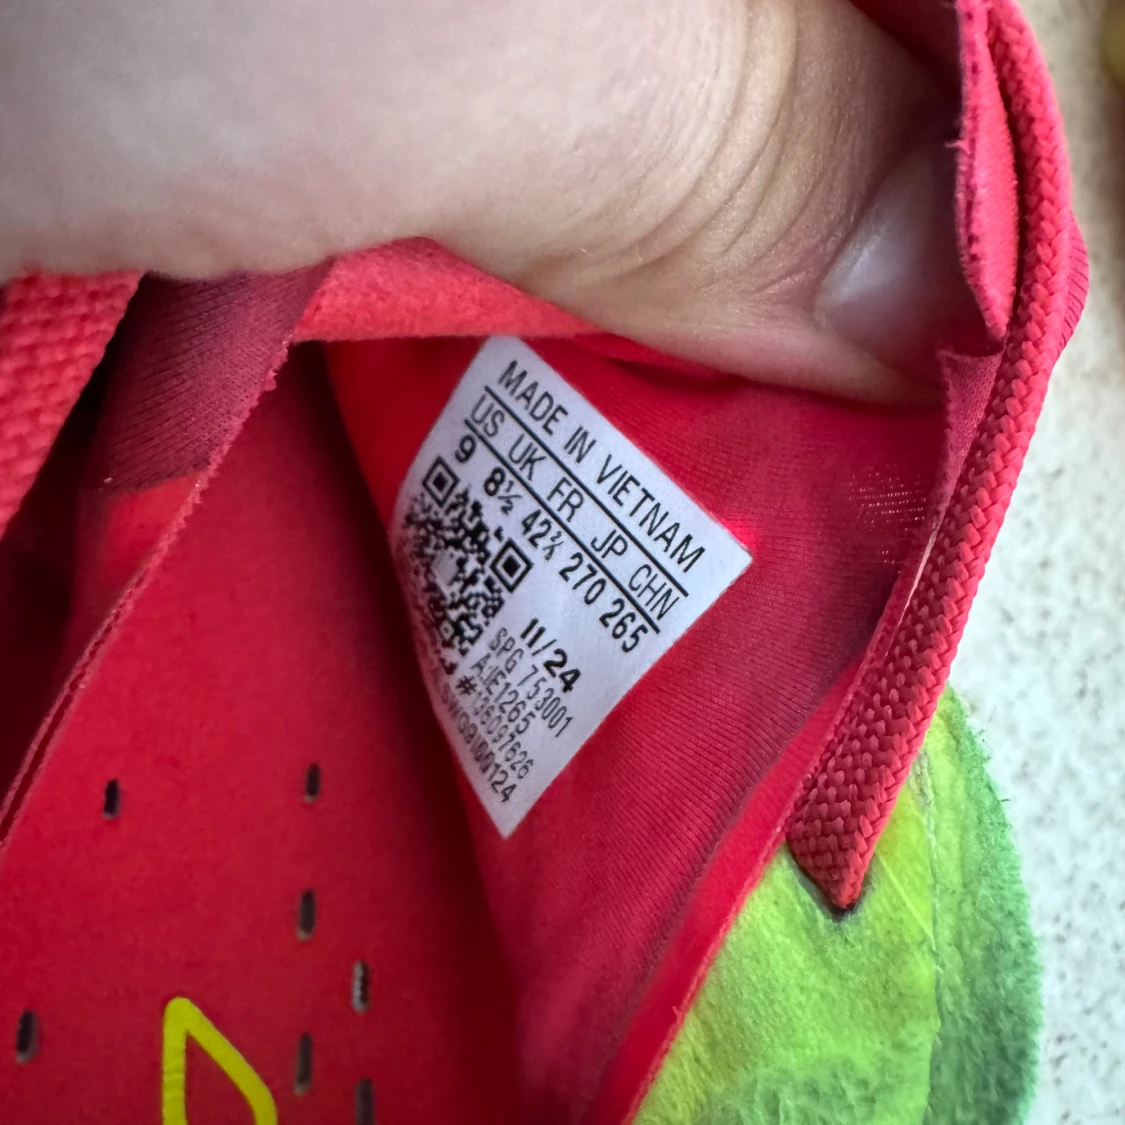 MADE IN VIETNAM
US UK FR JP CHN
9 8½ 42⅔ 270 265
11/24
SPG 753001